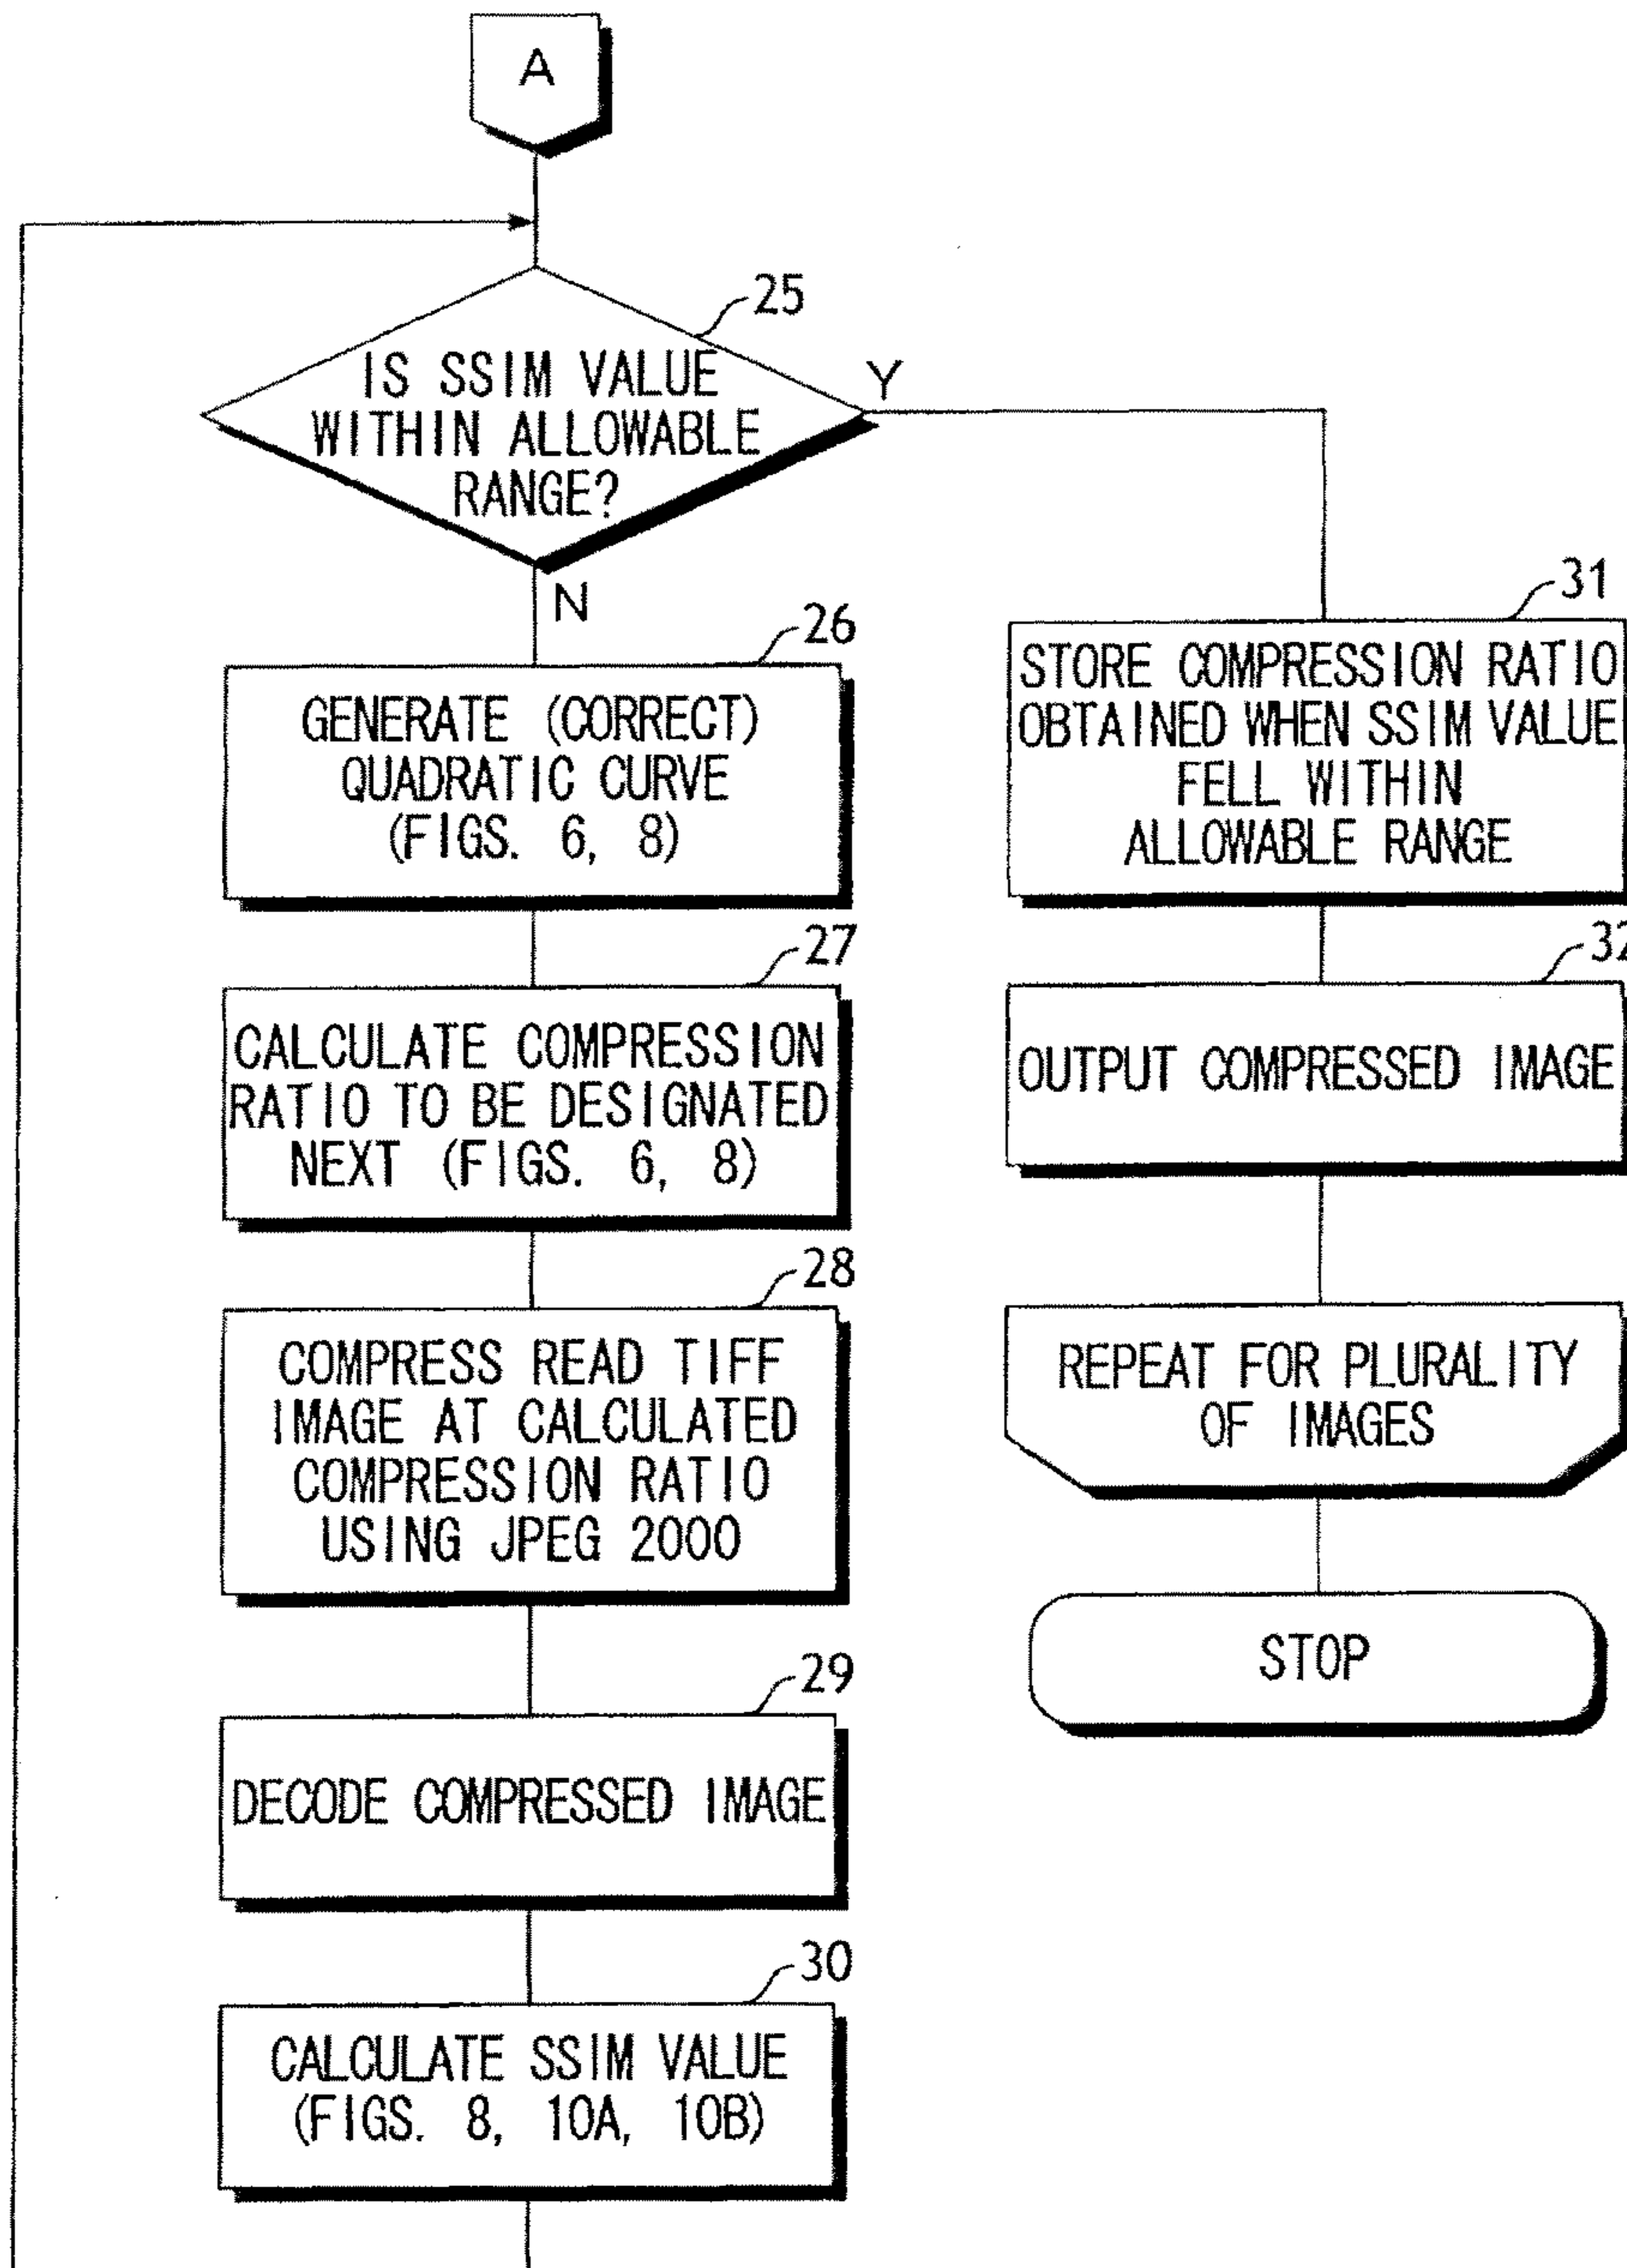 A
25
IS SSIM VALUE
WITHIN ALLOWABLE
RANGE?
Y
N
26
GENERATE (CORRECT)
QUADRATIC CURVE
(FIGS. 6, 8)
27
CALCULATE COMPRESSION
RATIO TO BE DESIGNATED
NEXT (FIGS. 6, 8)
28
COMPRESS READ TIFF
IMAGE AT CALCULATED
COMPRESSION RATIO
USING JPEG 2000
29
DECODE COMPRESSED IMAGE
30
CALCULATE SSIM VALUE
(FIGS. 8, 10A, 10B)
31
STORE COMPRESSION RATIO
OBTAINED WHEN SSIM VALUE
FELL WITHIN
ALLOWABLE RANGE
32
OUTPUT COMPRESSED IMAGE
REPEAT FOR PLURALITY
OF IMAGES
STOP